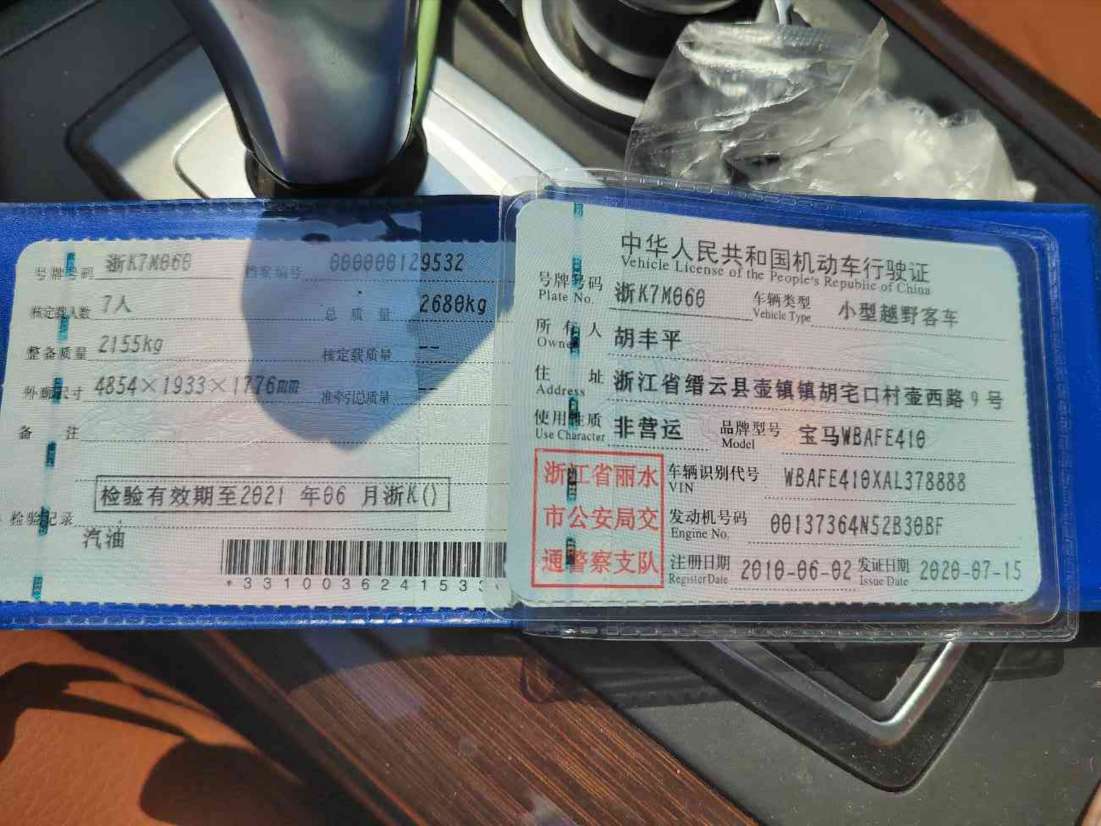 号牌号码 浙K7M060 档案编号 000000129532
核定载人数 7人 总质量 2680kg
整备质量 2155kg 核定载质量 --
外廓尺寸 4854×1933×1776mm 准牵引总质量 --
备注
检验有效期至2021 年06 月浙K()
检验记录
汽油
*331003624153
中华人民共和国机动车行驶证
Vehicle License of the People's Republic of China
号牌号码 浙K7M060 车辆类型 小型越野客车
Plate No. Vehicle Type
所有人 胡丰平
Owner
住址 浙江省缙云县壶镇镇胡宅口村壶西路9号
Address
使用性质 非营运 品牌型号 宝马WBAFE410
Use Character Model
浙江省丽水
市公安局交
通警察支队
车辆识别代号 WBAFE410XAL378888
VIN
发动机号码 00137364N52B30BF
Engine No.
注册日期 2010-06-02 发证日期 2020-07-15
Register Date Issue Date